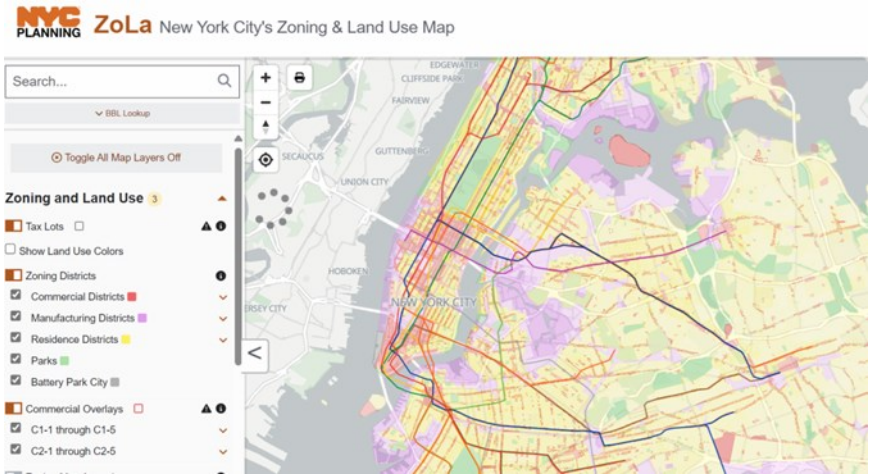 NYC
PLANNING
ZoLa New York City's Zoning & Land Use Map
Search...
BBL Lookup
Toggle All Map Layers Off
Zoning and Land Use 3
Tax Lots
Show Land Use Colors
Zoning Districts
Commercial Districts
Manufacturing Districts
Residence Districts
Parks
Battery Park City
Commercial Overlays
C1-1 through C1-5
C2-1 through C2-5
+
−
<
EDGEWATER
CLIFFSIDE PARK
FAIRVIEW
SECAUCUS
GUTTENBERG
UNION CITY
HOBOKEN
NEW YORK CITY
ERSEY CITY